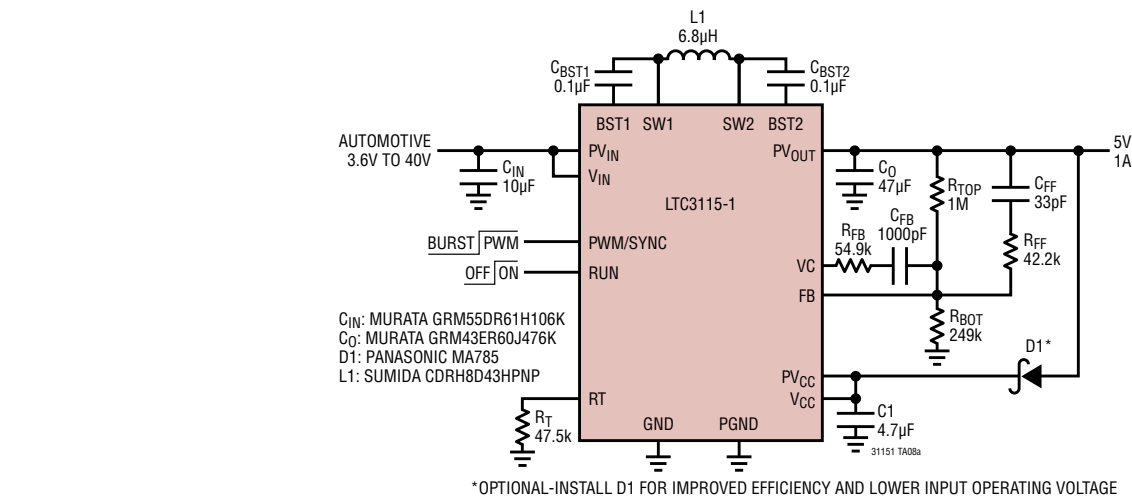 L1
6.8µH
CBST1
0.1µF
CBST2
0.1µF
BST1 SW1 SW2 BST2
AUTOMOTIVE
3.6V TO 40V
CIN
10µF
PVIN
VIN
PVOUT
5V
1A
CO
47µF
RTOP
1M
CFF
33pF
LTC3115-1
RFB
54.9k
CFB
1000pF
RFF
42.2k
BURST PWM
PWM/SYNC
OFF ON
RUN
VC
FB
RBOT
249k
CIN: MURATA GRM55DR61H106K
CO: MURATA GRM43ER60J476K
D1: PANASONIC MA785
L1: SUMIDA CDRH8D43HPNP
D1*
PVCC
VCC
C1
4.7µF
RT
RT
47.5k
GND PGND
31151 TA08a
*OPTIONAL-INSTALL D1 FOR IMPROVED EFFICIENCY AND LOWER INPUT OPERATING VOLTAGE